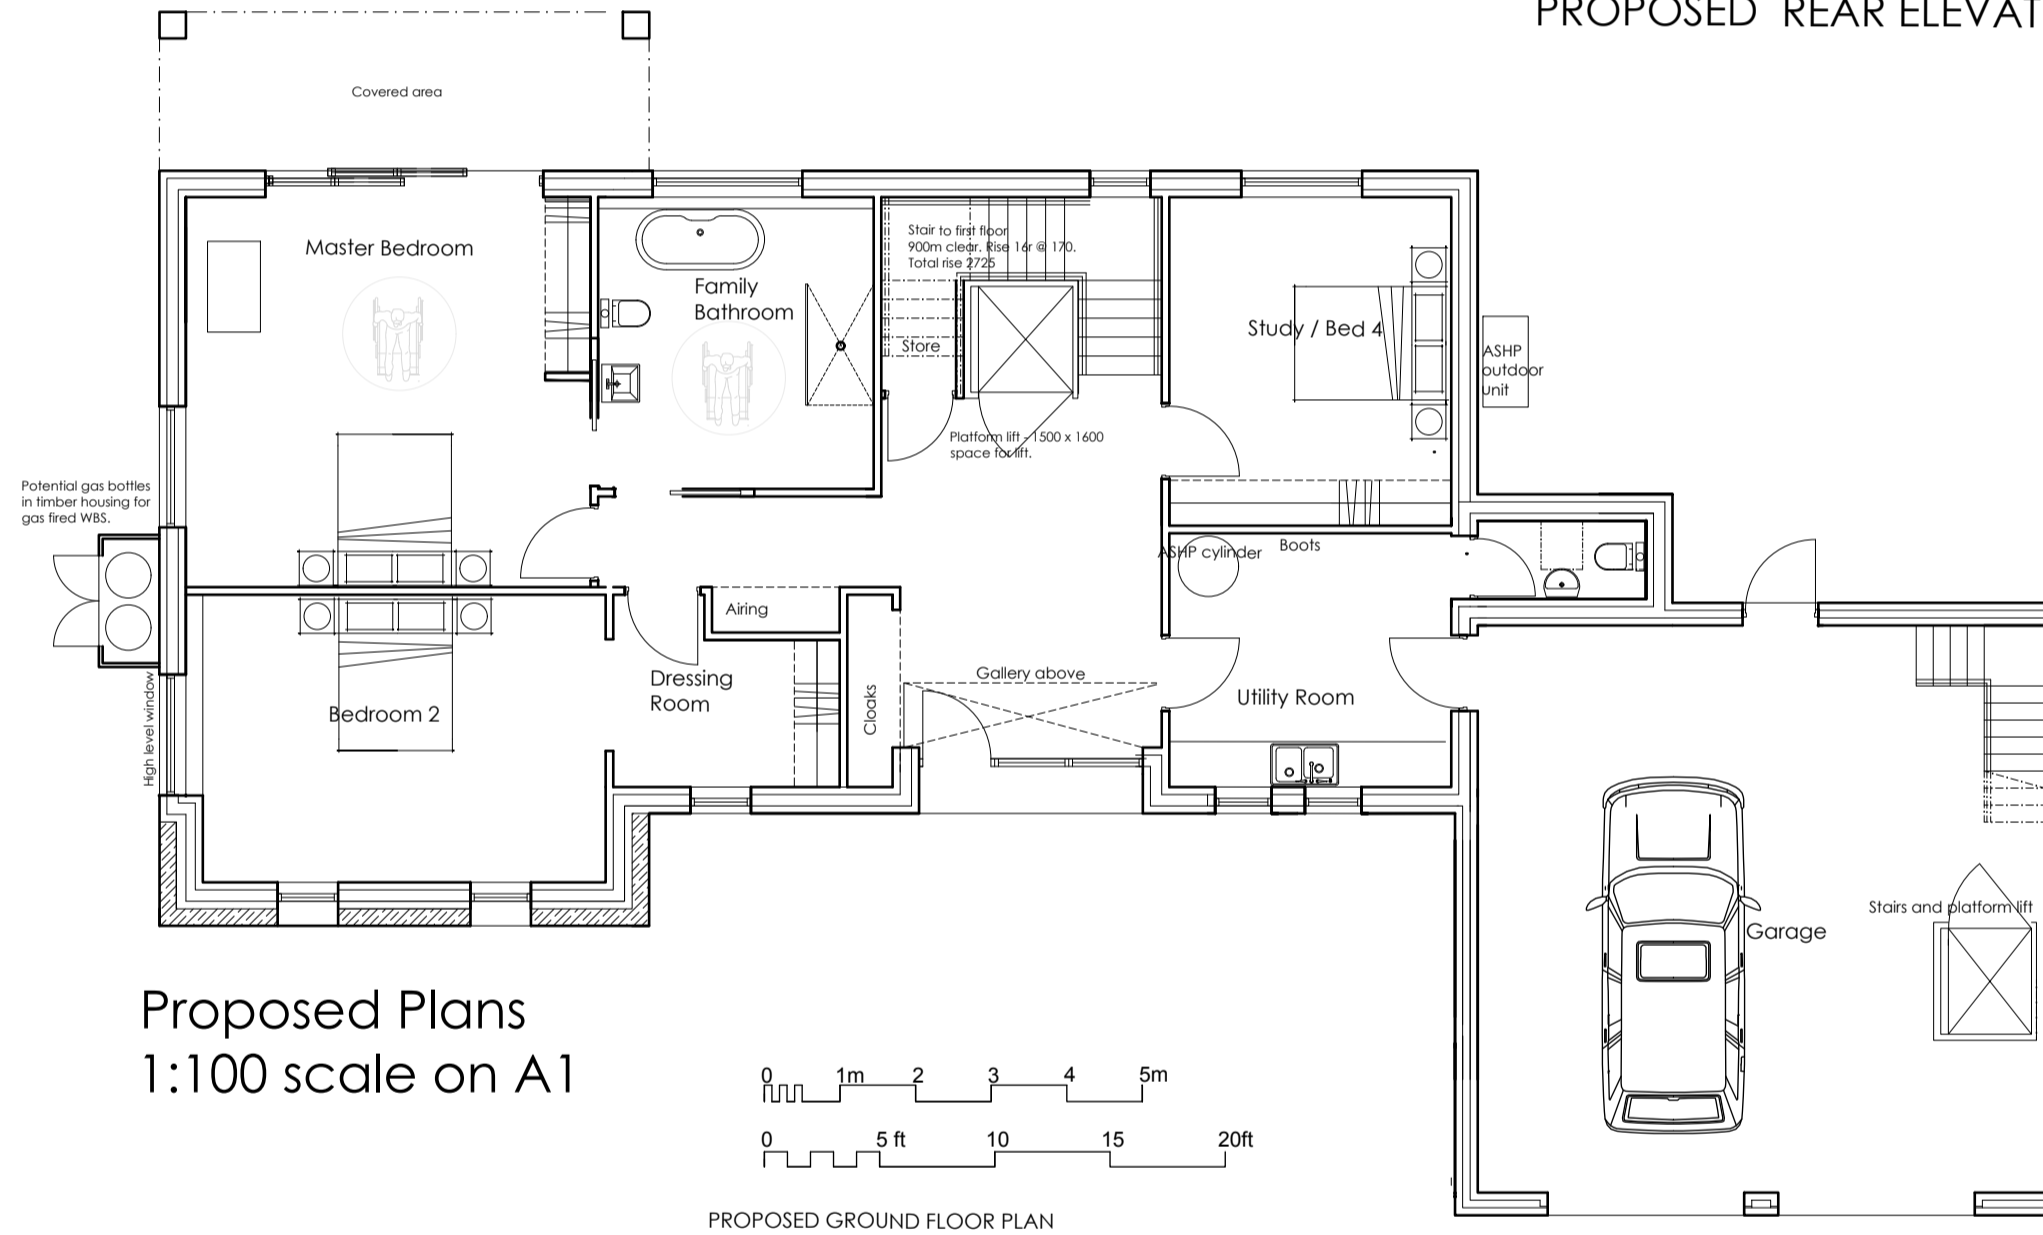 PROPOSED REAR ELEVAT
Covered area
Master Bedroom
Family
Bathroom
Stair to first floor
900m clear. Rise 16r @ 170.
Total rise 2725
Store
Study / Bed 4
ASHP
outdoor
unit
Platform lift - 1500 x 1600
space for lift.
Potential gas bottles
in timber housing for
gas fired WBS.
ASHP cylinder
Boots
Airing
High level window
Bedroom 2
Dressing
Room
Cloaks
Gallery above
Utility Room
Stairs and platform lift
Garage
Proposed Plans
1:100 scale on A1
0 1m 2 3 4 5m
0 5 ft 10 15 20ft
PROPOSED GROUND FLOOR PLAN